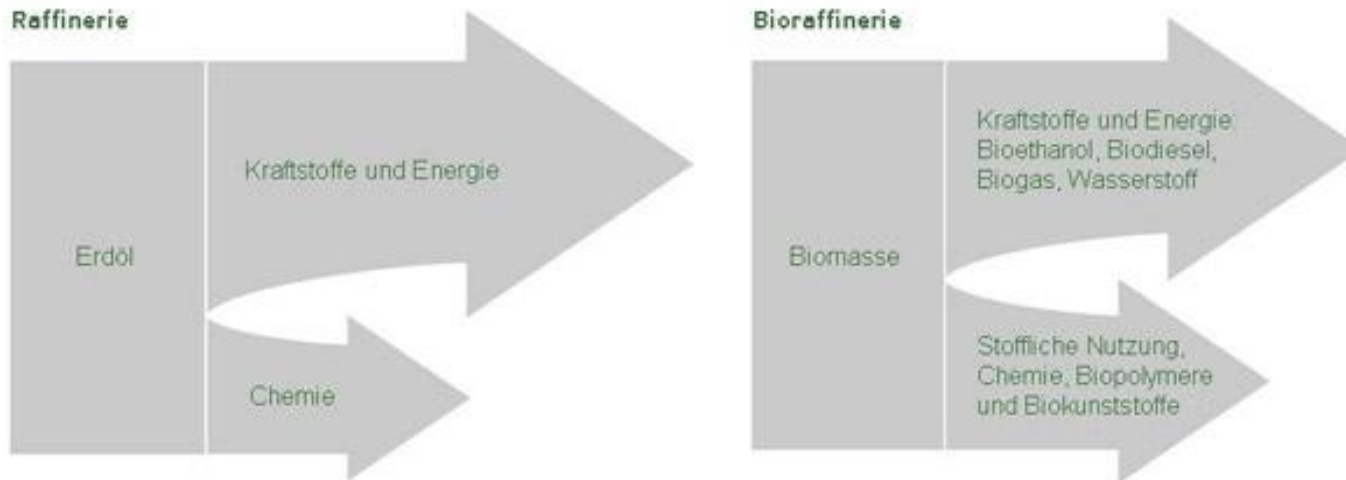 Raffinerie
Erdöl
Kraftstoffe und Energie
Chemie
Bioraffinerie
Biomasse
Kraftstoffe und Energie:
Bioethanol, Biodiesel,
Biogas, Wasserstoff
Stoffliche Nutzung,
Chemie, Biopolymere
und Biokunststoffe